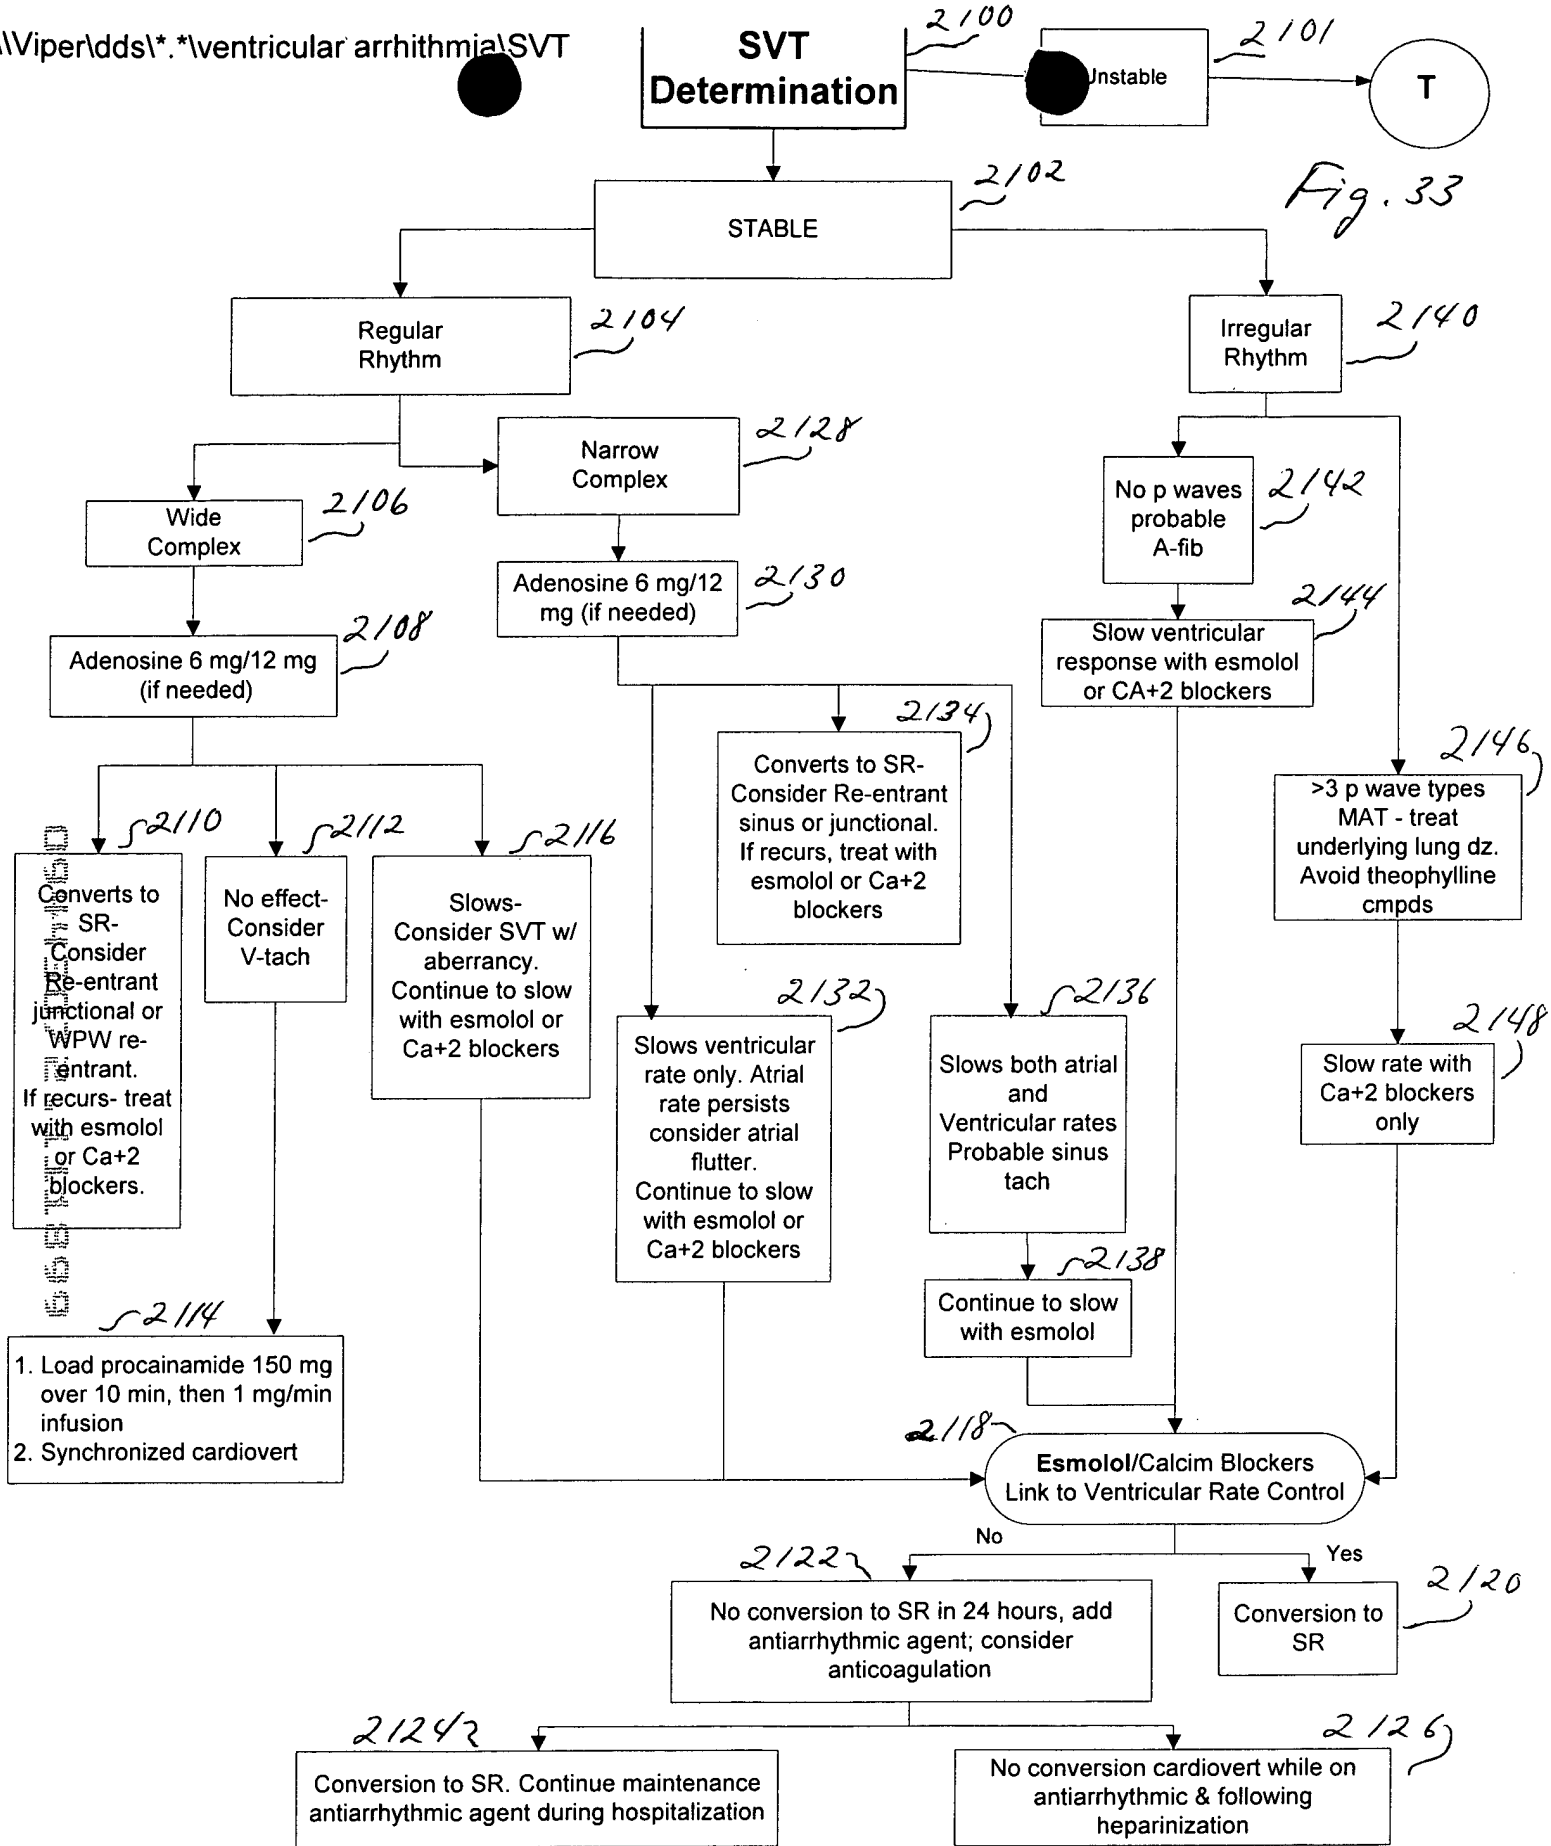 \\Viper\dds\*.*\ventricular arrhithmia\SVT
SVT
Determination
2100
Unstable
2101
T
Fig. 33
STABLE
2102
Regular
Rhythm
2104
Irregular
Rhythm
2140
Narrow
Complex
2128
Wide
Complex
2106
No p waves
probable
A-fib
2142
Adenosine 6 mg/12
mg (if needed)
2130
Adenosine 6 mg/12 mg
(if needed)
2108
Slow ventricular
response with esmolol
or CA+2 blockers
2144
Converts to SR-
Consider Re-entrant
sinus or junctional.
If recurs, treat with
esmolol or Ca+2
blockers
2134
>3 p wave types
MAT - treat
underlying lung dz.
Avoid theophylline
cmpds
2146
Converts to
SR-
Consider
Re-entrant
junctional or
WPW re-
entrant.
If recurs- treat
with esmolol
or Ca+2
blockers.
2110
No effect-
Consider
V-tach
2112
Slows-
Consider SVT w/
aberrancy.
Continue to slow
with esmolol or
Ca+2 blockers
2116
Slows ventricular
rate only. Atrial
rate persists
consider atrial
flutter.
Continue to slow
with esmolol or
Ca+2 blockers
2132
Slows both atrial
and
Ventricular rates
Probable sinus
tach
2136
Slow rate with
Ca+2 blockers
only
2148
Continue to slow
with esmolol
2138
1. Load procainamide 150 mg
over 10 min, then 1 mg/min
infusion
2. Synchronized cardiovert
2114
Esmolol/Calcim Blockers
Link to Ventricular Rate Control
2118
No
Yes
No conversion to SR in 24 hours, add
antiarrhythmic agent; consider
anticoagulation
2122
Conversion to
SR
2120
Conversion to SR. Continue maintenance
antiarrhythmic agent during hospitalization
2124
No conversion cardiovert while on
antiarrhythmic & following
heparinization
2126